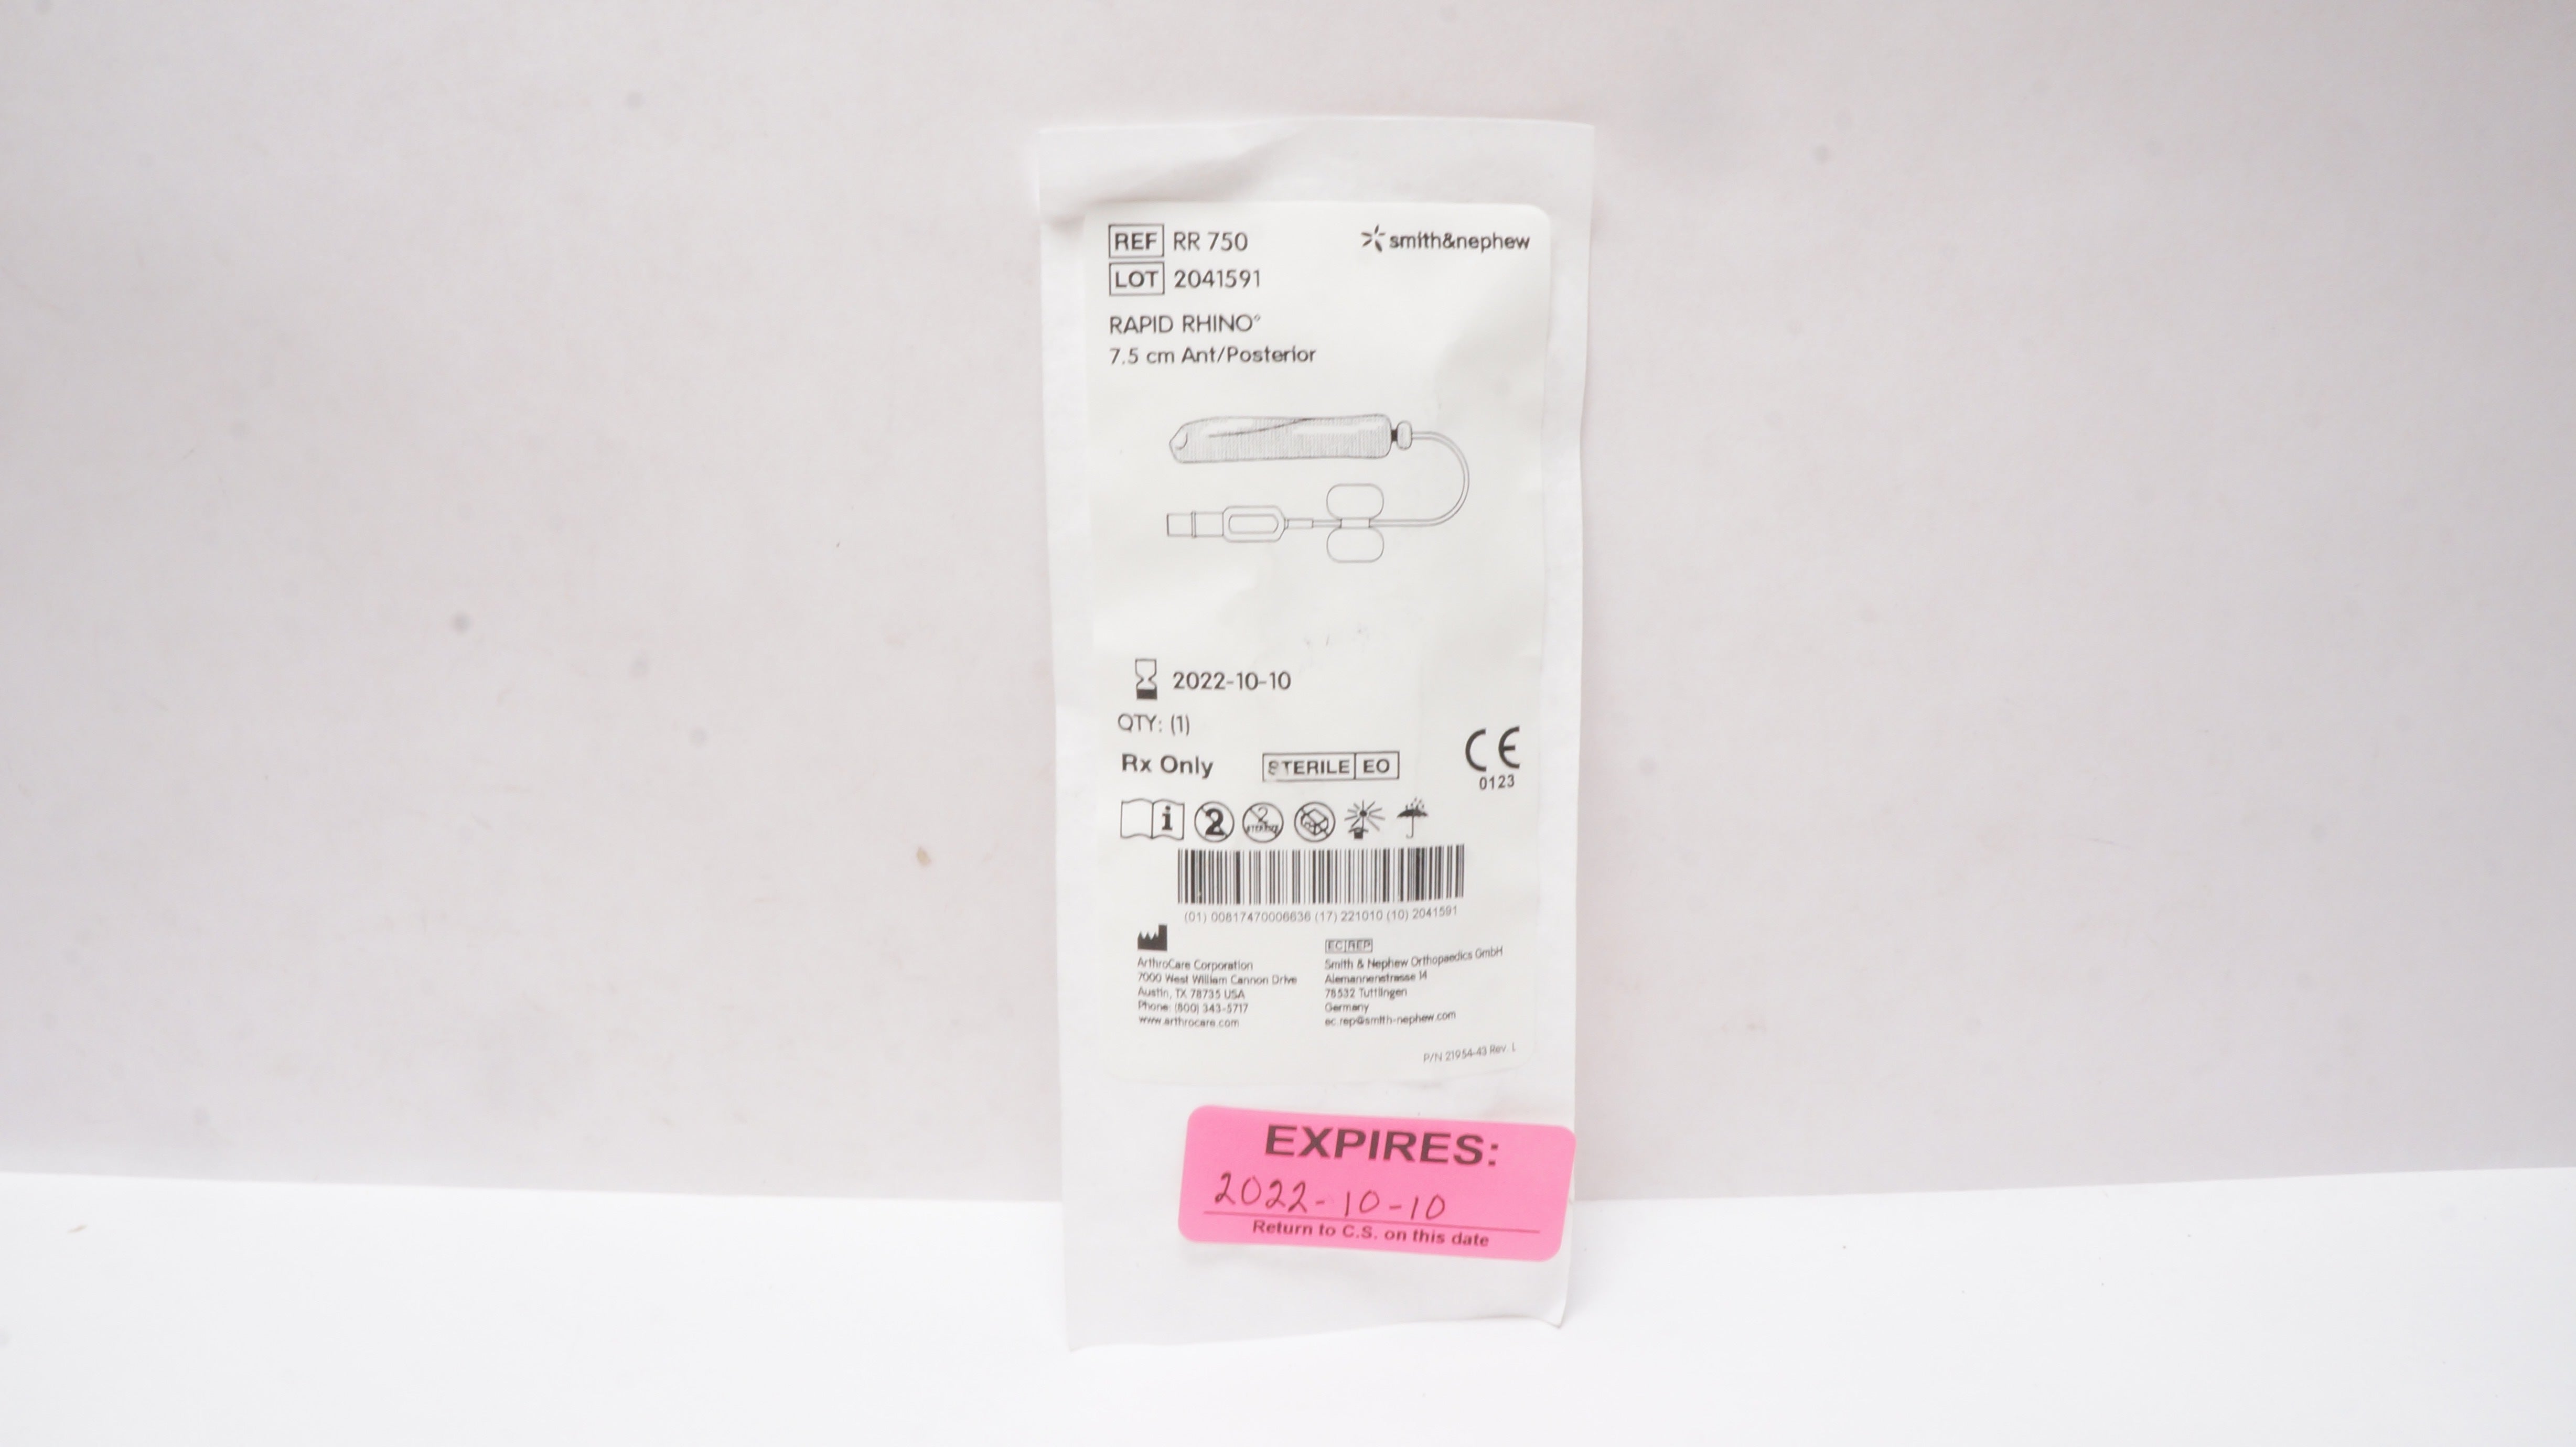 REF RR 750
smith&nephew
LOT 2041591
RAPID RHINO®
7.5 cm Ant/Posterior
2022-10-10
QTY: (1)
Rx Only
STERILE EO
CE
0123
i
2
2
STERILIZE
(01) 00817470006636 (17) 221010 (10) 2041591
ArthroCare Corporation
7000 West William Cannon Drive
Austin, TX 78735 USA
Phone: (800) 343-5717
www.arthrocare.com
EC REP
Smith & Nephew Orthopaedics GmbH
Alemannenstrasse 14
78532 Tuttlingen
Germany
ec.rep@smith-nephew.com
P/N 21954-43 Rev. L
EXPIRES:
2022-10-10
Return to C.S. on this date